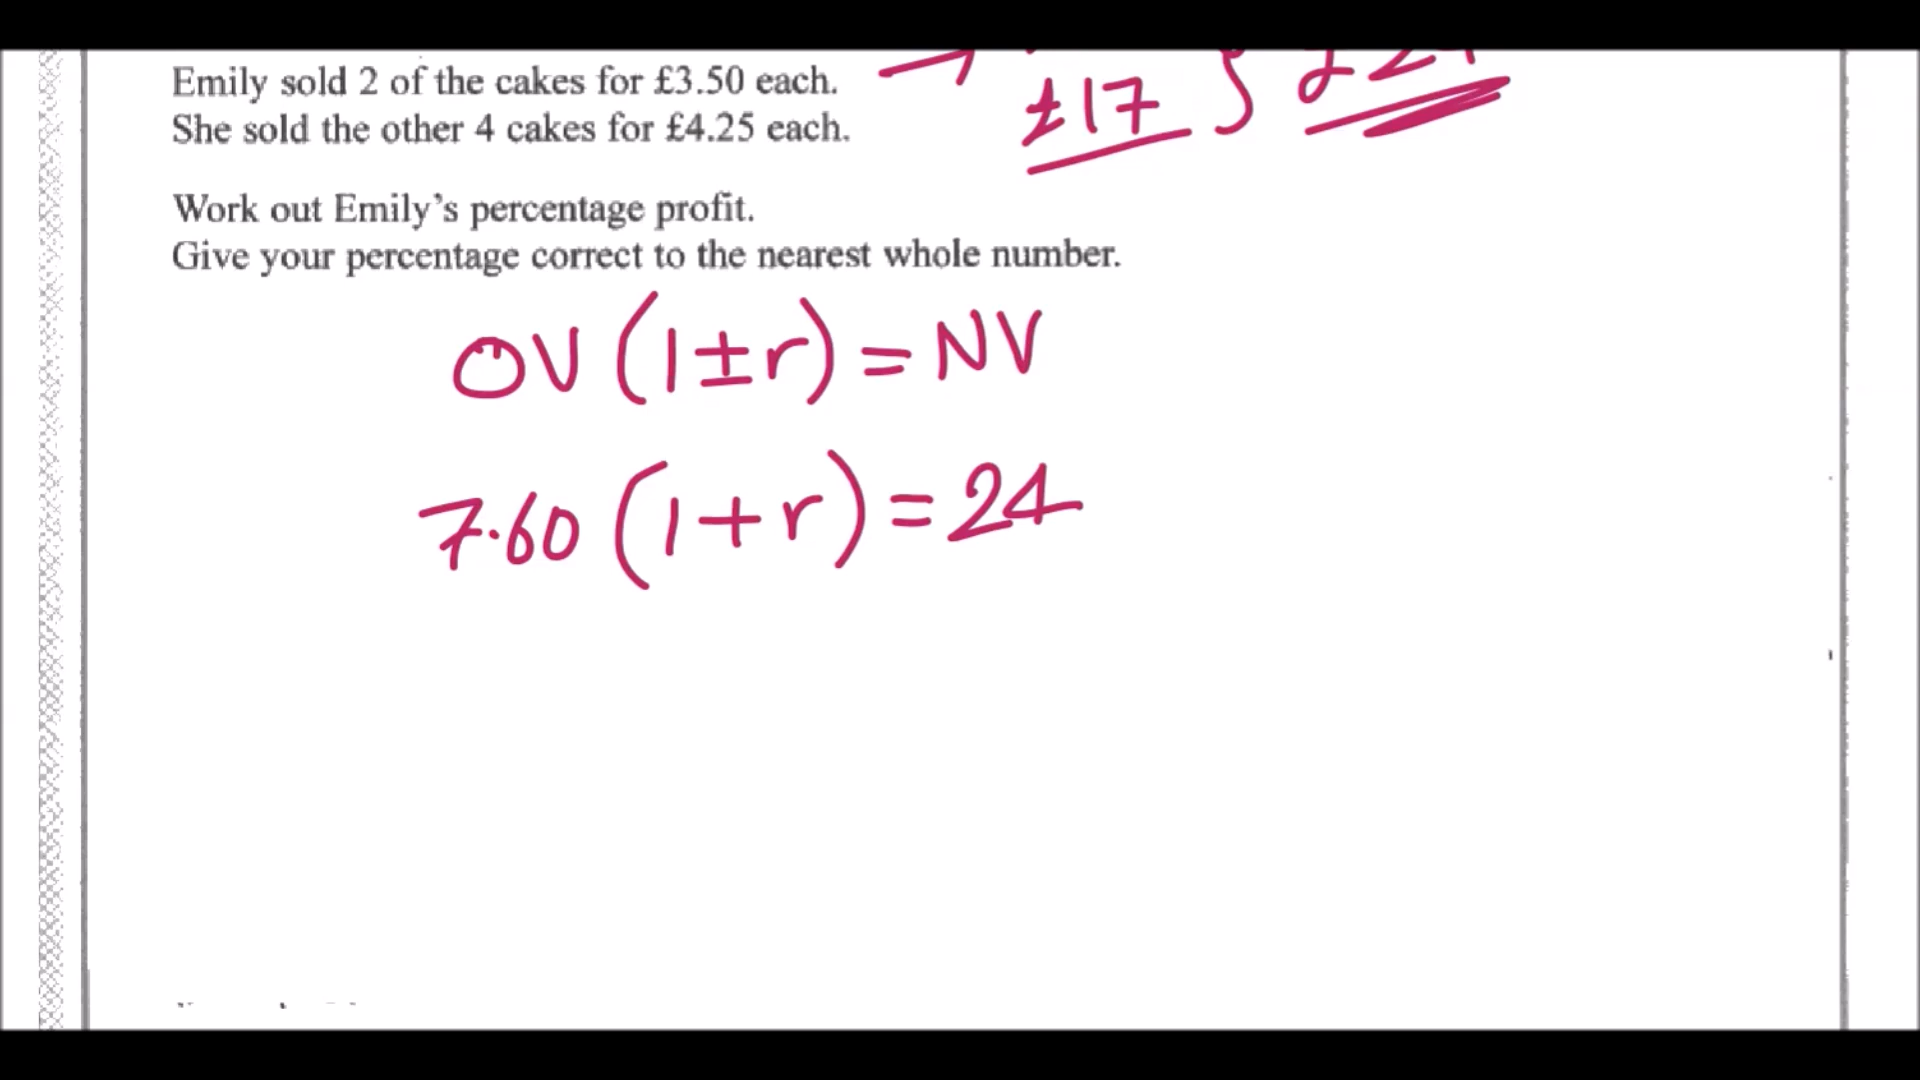 Emily sold 2 of the cakes for £3.50 each.
She sold the other 4 cakes for £4.25 each.
£17
Work out Emily's percentage profit.
Give your percentage correct to the nearest whole number.
OV (1±r) = NV
7.60 (1+r) = 24